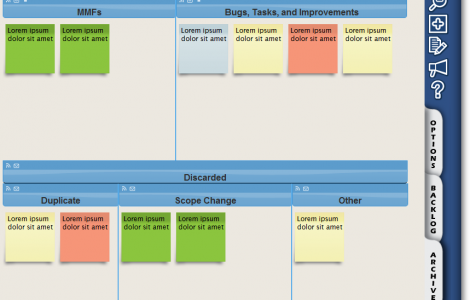 MMFs
Bugs, Tasks, and Improvements
Lorem ipsum
dolor sit amet
Lorem ipsum
dolor sit amet
Lorem ipsum
dolor sit amet
Lorem ipsum
dolor sit amet
Lorem ipsum
dolor sit amet
Lorem ipsum
dolor sit amet
Discarded
Duplicate
Scope Change
Other
Lorem ipsum
dolor sit amet
Lorem ipsum
dolor sit amet
Lorem ipsum
dolor sit amet
Lorem ipsum
dolor sit amet
Lorem ipsum
dolor sit amet
?
OPTIONS
BACKLOG
ARCHIVE